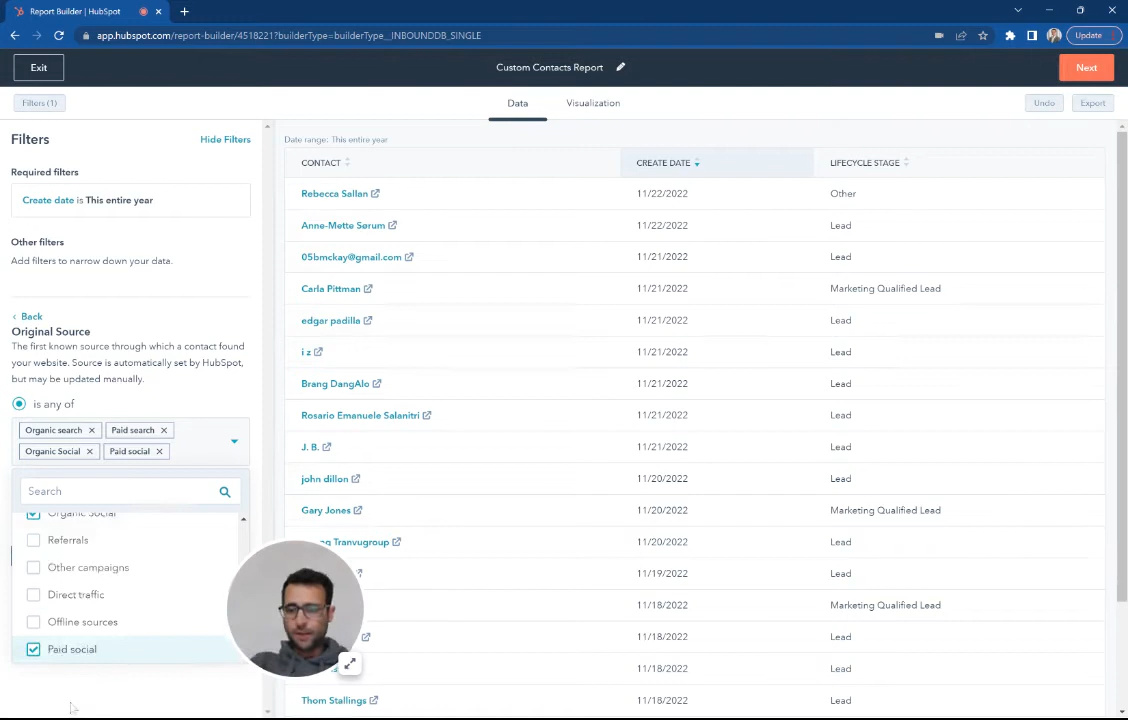 Report Builder | HubSpot
app.hubspot.com/report-builder/4518221?builderType=builderType__INBOUNDDB_SINGLE
Update
Exit
Custom Contacts Report
Next
Filters (1)
Data
Visualization
Undo
Export
Filters
Hide Filters
Required filters
Create date is This entire year
Other filters
Add filters to narrow down your data.
Back
Original Source
The first known source through which a contact found
your website. Source is automatically set by HubSpot,
but may be updated manually.
is any of
Organic search
Paid search
Organic Social
Paid social
Search
Organic Social
Referrals
Other campaigns
Direct traffic
Offline sources
Paid social
Date range: This entire year
CONTACT CREATE DATE LIFECYCLE STAGE
Rebecca Sallan 11/22/2022 Other
Anne-Mette Sørum 11/22/2022 Lead
05bmckay@gmail.com 11/21/2022 Lead
Carla Pittman 11/21/2022 Marketing Qualified Lead
edgar padilla 11/21/2022 Lead
i z 11/21/2022 Lead
Brang DangAlo 11/21/2022 Lead
Rosario Emanuele Salanitri 11/21/2022 Lead
J. B. 11/21/2022 Lead
john dillon 11/20/2022 Lead
Gary Jones 11/20/2022 Marketing Qualified Lead
Tranvugroup 11/20/2022 Lead
11/19/2022 Lead
11/18/2022 Marketing Qualified Lead
11/18/2022 Lead
11/18/2022 Lead
Thom Stallings 11/18/2022 Lead